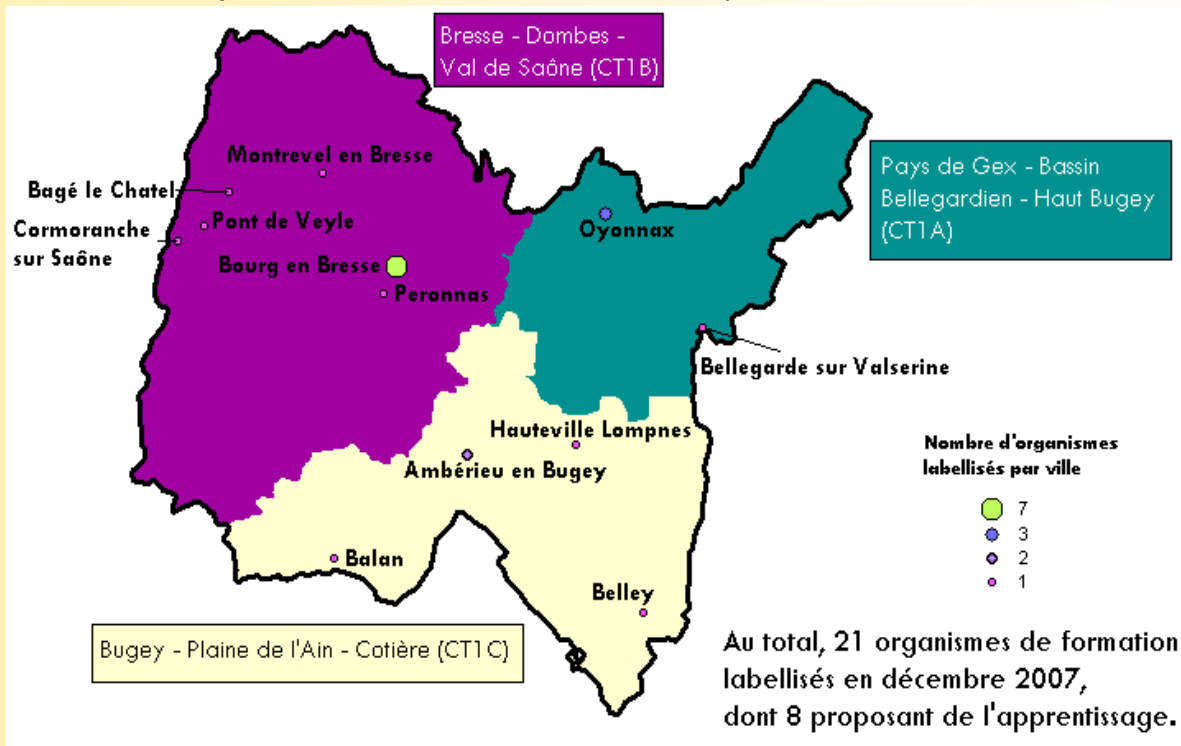 Bresse - Dombes -
Val de Saône (CT1B)
Pays de Gex - Bassin
Bellegardien - Haut Bugey
(CT1A)
Montrevel en Bresse
Bagé le Chatel
Pont de Veyle
Cormoranche
sur Saône
Oyonnax
Bourg en Bresse
Peronnas
Bellegarde sur Valserine
Hauteville Lompnes
Ambérieu en Bugey
Balan
Belley
Nombre d'organismes
labellisés par ville
7
3
2
1
Bugey - Plaine de l'Ain - Cotière (CT1C)
Au total, 21 organismes de formation
labellisés en décembre 2007,
dont 8 proposant de l'apprentissage.